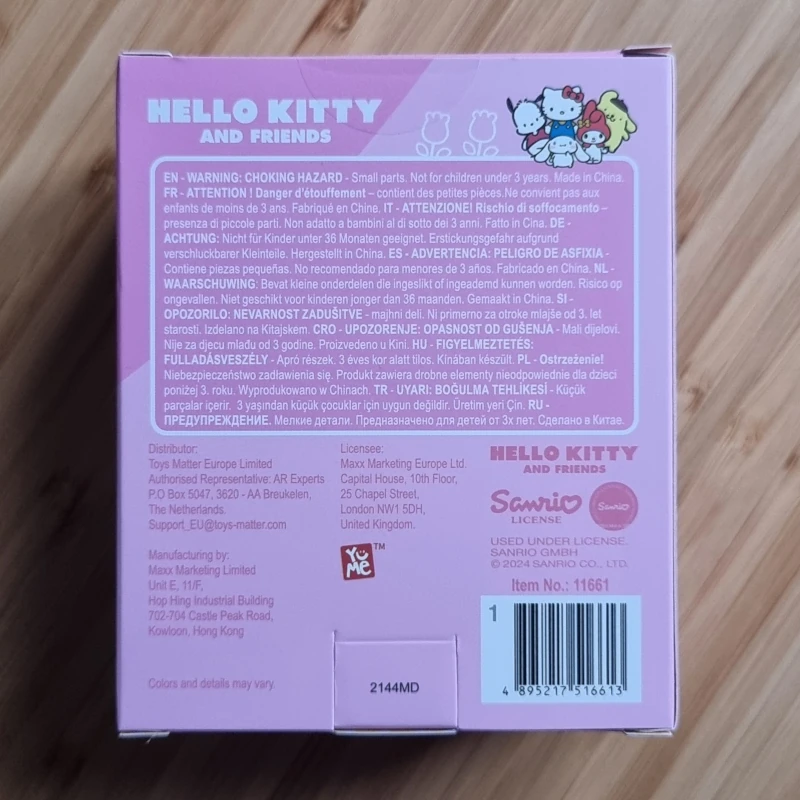 HELLO KITTY
AND FRIENDS
EN - WARNING: CHOKING HAZARD - Small parts. Not for children under 3 years. Made in China.
FR - ATTENTION ! Danger d'étouffement – contient des petites pièces.Ne convient pas aux
enfants de moins de 3 ans. Fabriqué en Chine. IT - ATTENZIONE! Rischio di soffocamento –
presenza di piccole parti. Non adatto a bambini al di sotto dei 3 anni. Fatto in Cina. DE -
ACHTUNG: Nicht für Kinder unter 36 Monaten geeignet. Erstickungsgefahr aufgrund
verschluckbarer Kleinteile. Hergestellt in China. ES - ADVERTENCIA: PELIGRO DE ASFIXIA -
Contiene piezas pequeñas. No recomendado para menores de 3 años. Fabricado en China. NL -
WAARSCHUWING: Bevat kleine onderdelen die ingeslikt of ingeademd kunnen worden. Risico op
ongevallen. Niet geschikt voor kinderen jonger dan 36 maanden. Gemaakt in China. SI -
OPOZORILO: NEVARNOST ZADUŠITVE - majhni deli. Ni primerno za otroke mlajše od 3. let
starosti. Izdelano na Kitajskem. CRO - UPOZORENJE: OPASNOST OD GUŠENJA - Mali dijelovi.
Nije za djecu mlađu od 3 godine. Proizvedeno u Kini. HU - FIGYELMEZTETÉS:
FULLADÁSVESZÉLY - Apró részek. 3 éves kor alatt tilos. Kínában készült. PL - Ostrzeżenie!
Niebezpieczeństwo zadławienia się. Produkt zawiera drobne elementy nieodpowiednie dla dzieci
poniżej 3. roku. Wyprodukowano w Chinach. TR - UYARI: BOĞULMA TEHLİKESİ - Küçük
parçalar içerir. 3 yaşından küçük çocuklar için uygun değildir. Üretim yeri Çin. RU -
ПРЕДУПРЕЖДЕНИЕ. Мелкие детали. Предназначено для детей от 3х лет. Сделано в Китае.
Distributor:
Toys Matter Europe Limited
Authorised Representative: AR Experts
P.O Box 5047, 3620 - AA Breukelen,
The Netherlands.
Support_EU@toys-matter.com
Manufacturing by:
Maxx Marketing Limited
Unit E, 11/F,
Hop Hing Industrial Building
702-704 Castle Peak Road,
Kowloon, Hong Kong
Colors and details may vary.
Licensee:
Maxx Marketing Europe Ltd.
Capital House, 10th Floor,
25 Chapel Street,
London NW1 5DH,
United Kingdom.
YuMe™
2144MD
HELLO KITTY
AND FRIENDS
Sanrio
LICENSE
Sanrio
USED UNDER LICENSE.
SANRIO GMBH
© 2024 SANRIO CO., LTD.
Item No.: 11661
1
4 895217 516613